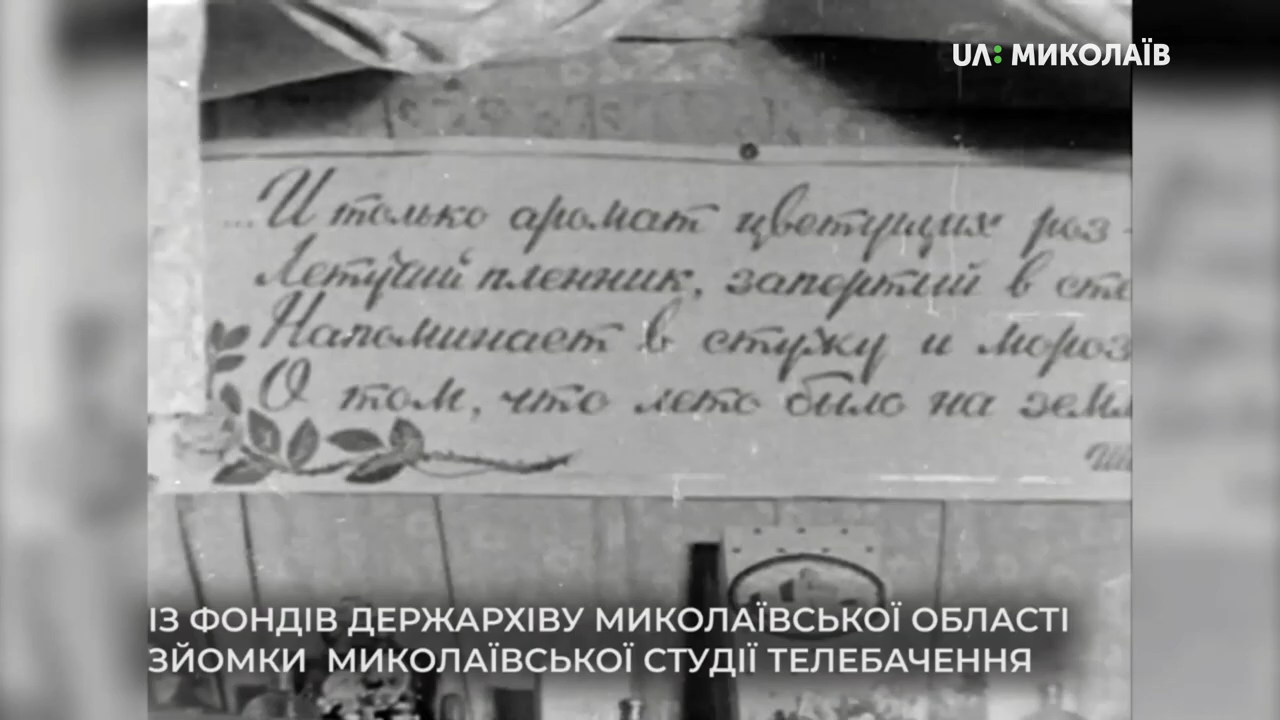 UA: МИКОЛАЇВ
...И только аромат цветущих роз -
Летучий пленник, запертый в сте
Напоминает в стужу и мороз
О том, что лето было на земл
Ш
ІЗ ФОНДІВ ДЕРЖАРХІВУ МИКОЛАЇВСЬКОЇ ОБЛАСТІ
ЗЙОМКИ МИКОЛАЇВСЬКОЇ СТУДІЇ ТЕЛЕБАЧЕННЯ